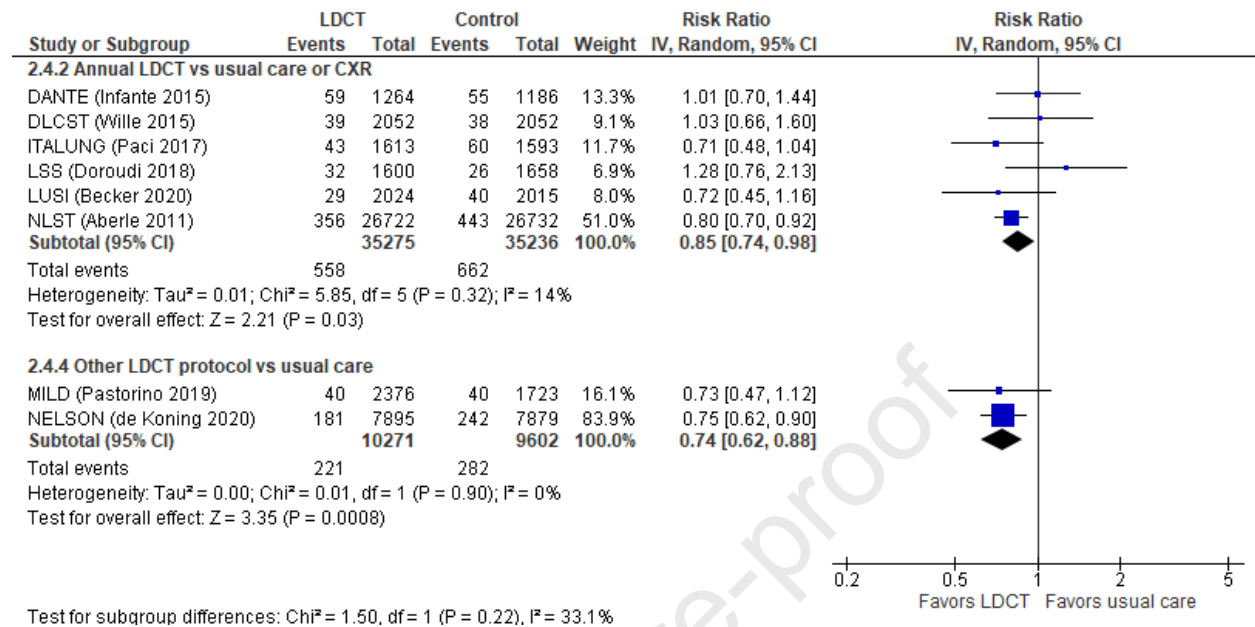 LDCT Control Risk Ratio Risk Ratio
Study or Subgroup Events Total Events Total Weight IV, Random, 95% CI IV, Random, 95% CI
2.4.2 Annual LDCT vs usual care or CXR
DANTE (Infante 2015) 59 1264 55 1186 13.3% 1.01 [0.70, 1.44]
DLCST (Wille 2015) 39 2052 38 2052 9.1% 1.03 [0.66, 1.60]
ITALUNG (Paci 2017) 43 1613 60 1593 11.7% 0.71 [0.48, 1.04]
LSS (Doroudi 2018) 32 1600 26 1658 6.9% 1.28 [0.76, 2.13]
LUSI (Becker 2020) 29 2024 40 2015 8.0% 0.72 [0.45, 1.16]
NLST (Aberle 2011) 356 26722 443 26732 51.0% 0.80 [0.70, 0.92]
Subtotal (95% CI) 35275 35236 100.0% 0.85 [0.74, 0.98]
Total events 558 662
Heterogeneity: Tau² = 0.01; Chi² = 5.85, df = 5 (P = 0.32); I² = 14%
Test for overall effect: Z = 2.21 (P = 0.03)
2.4.4 Other LDCT protocol vs usual care
MILD (Pastorino 2019) 40 2376 40 1723 16.1% 0.73 [0.47, 1.12]
NELSON (de Koning 2020) 181 7895 242 7879 83.9% 0.75 [0.62, 0.90]
Subtotal (95% CI) 10271 9602 100.0% 0.74 [0.62, 0.88]
Total events 221 282
Heterogeneity: Tau² = 0.00; Chi² = 0.01, df = 1 (P = 0.90); I² = 0%
Test for overall effect: Z = 3.35 (P = 0.0008)
0.2 0.5 1 2 5
Favors LDCT Favors usual care
Test for subgroup differences: Chi² = 1.50, df = 1 (P = 0.22), I² = 33.1%
re-proof